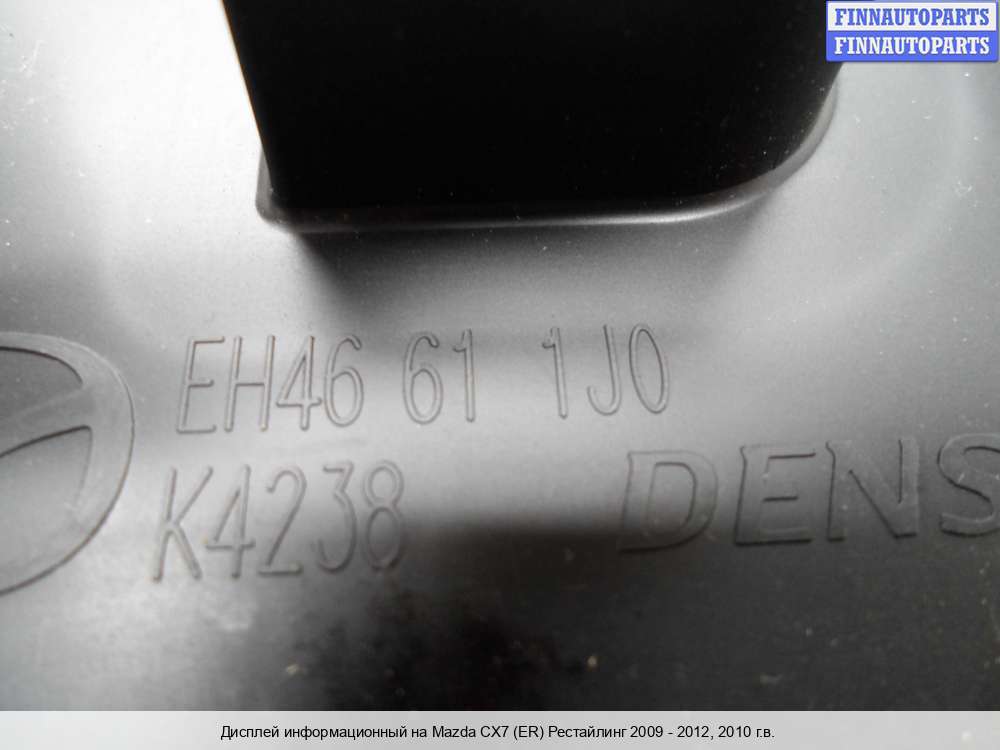 FINNAUTOPARTS
FINNAUTOPARTS
EH46 61 1J0
K4238
DENS
Дисплей информационный на Mazda CX7 (ER) Рестайлинг 2009 - 2012, 2010 г.в.